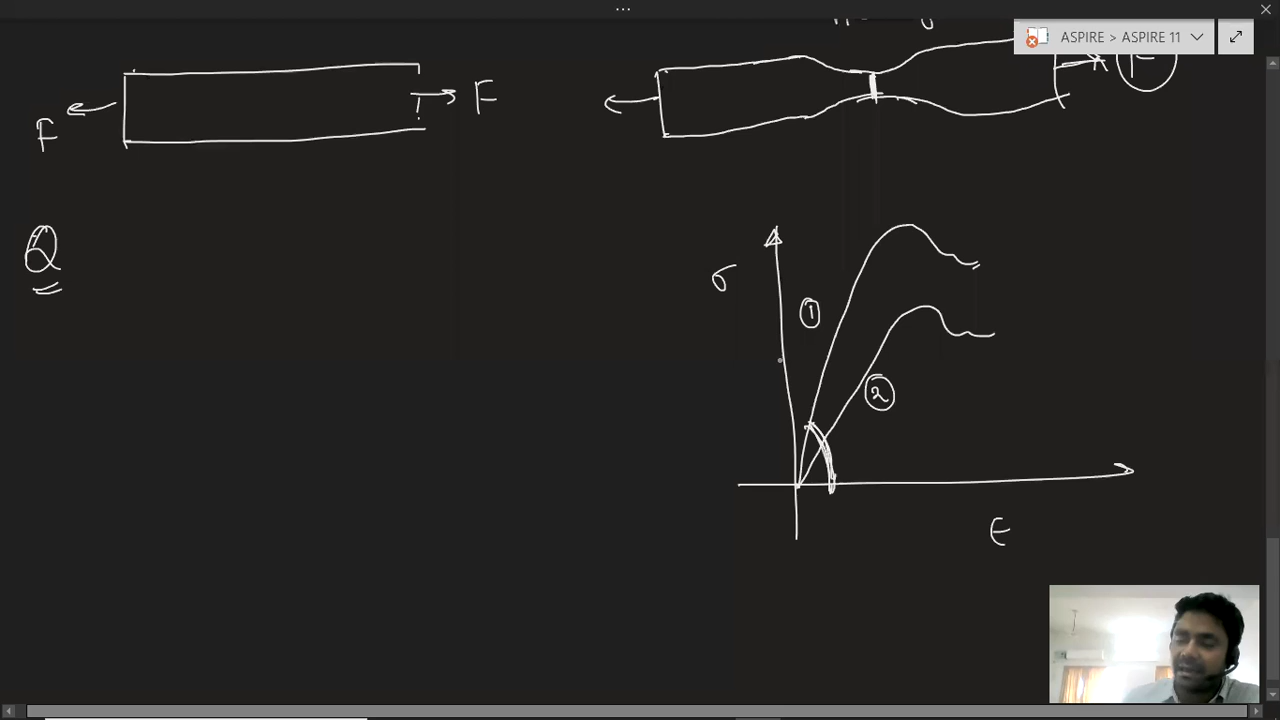 ASPIRE > ASPIRE 11
F
F
F
Q
σ
1
2
ε